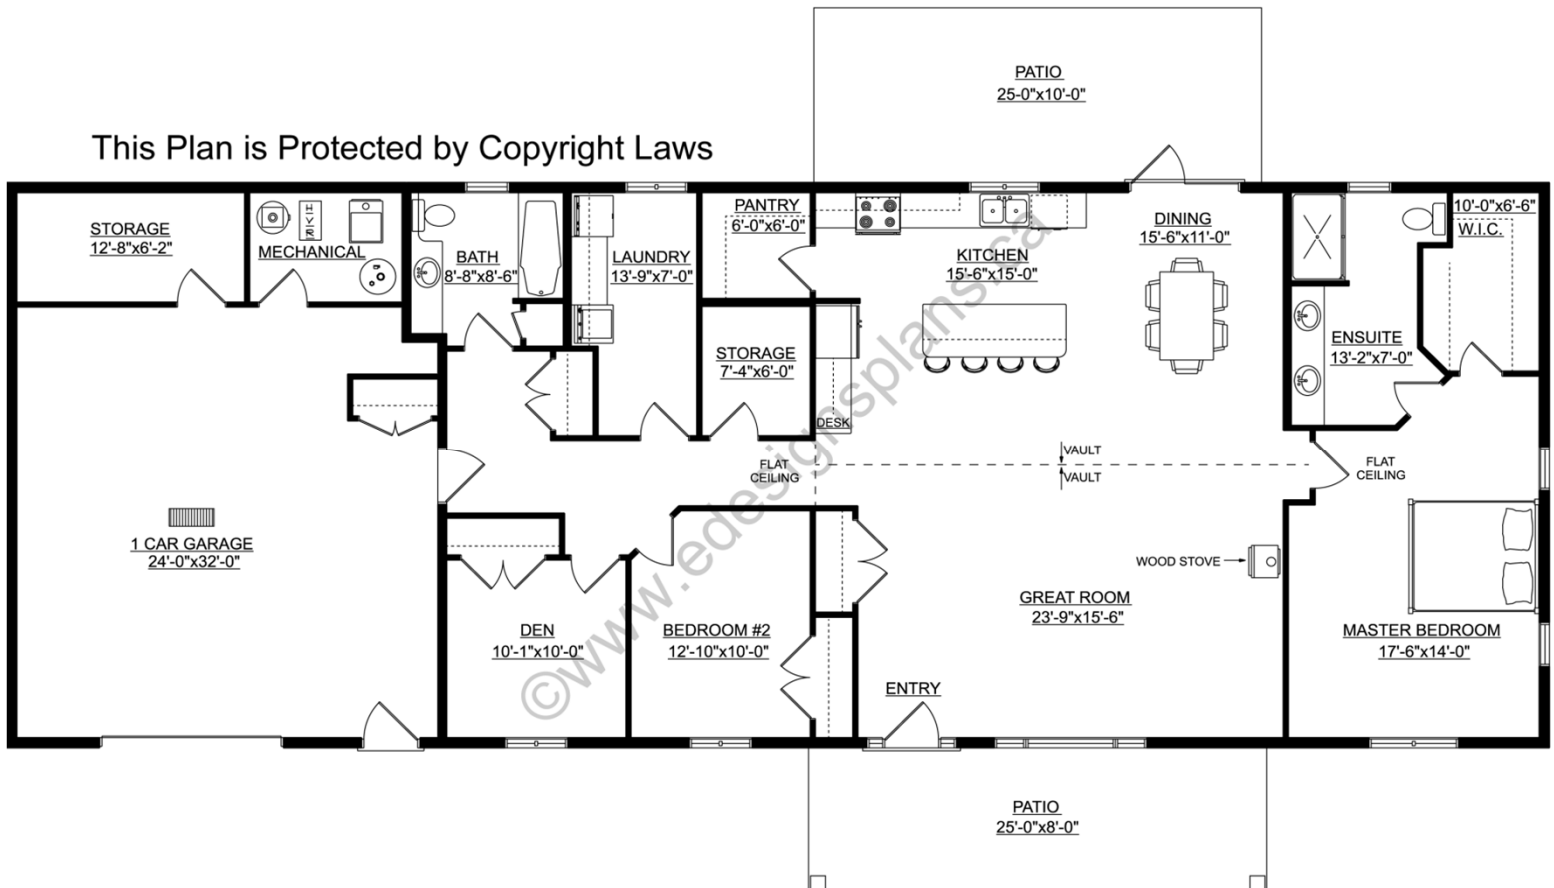 PATIO
25-0"x10'-0"
This Plan is Protected by Copyright Laws
STORAGE
12'-8"x6'-2"
H.V.R
MECHANICAL
BATH
8'-8"x8'-6"
LAUNDRY
13'-9"x7'-0"
PANTRY
6'-0"x6'-0"
KITCHEN
15'-6"x15'-0"
DINING
15'-6"x11'-0"
10'-0"x6'-6"
W.I.C.
STORAGE
7'-4"x6'-0"
ENSUITE
13'-2"x7'-0"
DESK
VAULT
VAULT
FLAT
CEILING
FLAT
CEILING
1 CAR GARAGE
24'-0"x32'-0"
WOOD STOVE
GREAT ROOM
23'-9"x15'-6"
DEN
10'-1"x10'-0"
BEDROOM #2
12'-10"x10'-0"
MASTER BEDROOM
17'-6"x14'-0"
ENTRY
©www.edesignsplans.ca
PATIO
25'-0"x8'-0"